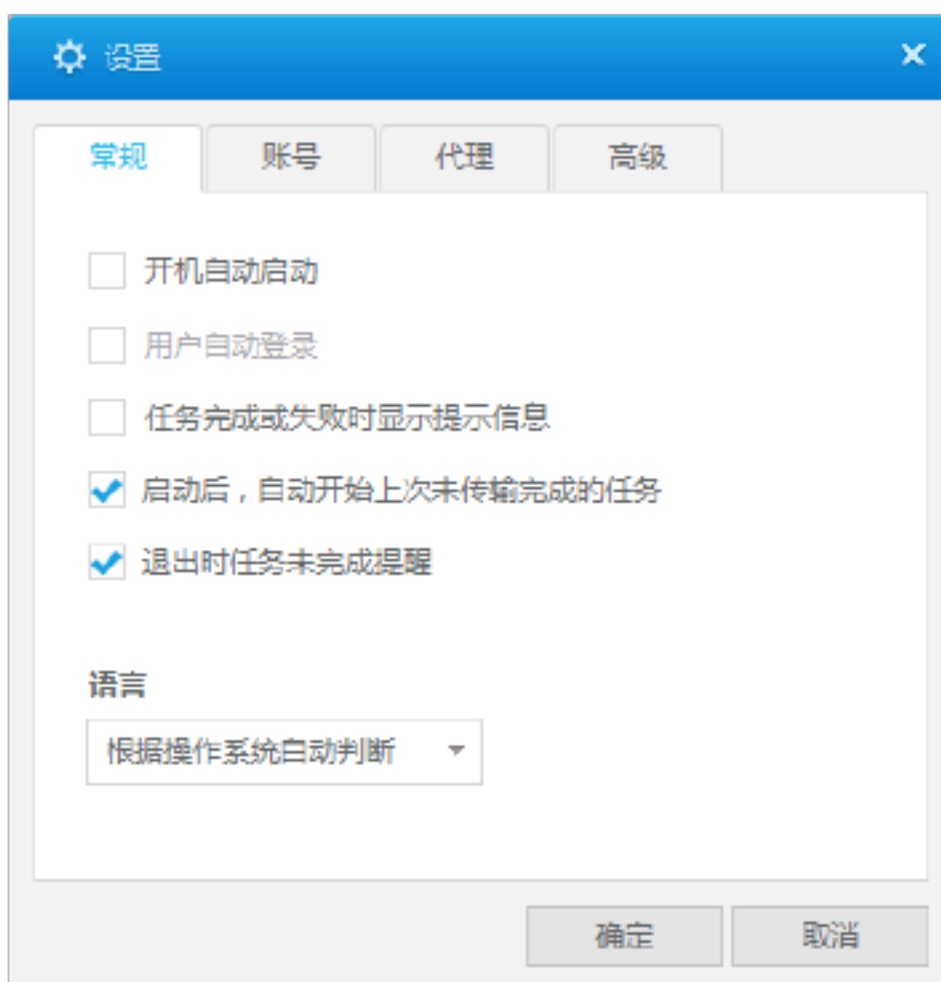 设置
常规 账号 代理 高级
开机自动启动
用户自动登录
任务完成或失败时显示提示信息
启动后，自动开始上次未传输完成的任务
退出时任务未完成提醒
语言
根据操作系统自动判断
确定 取消